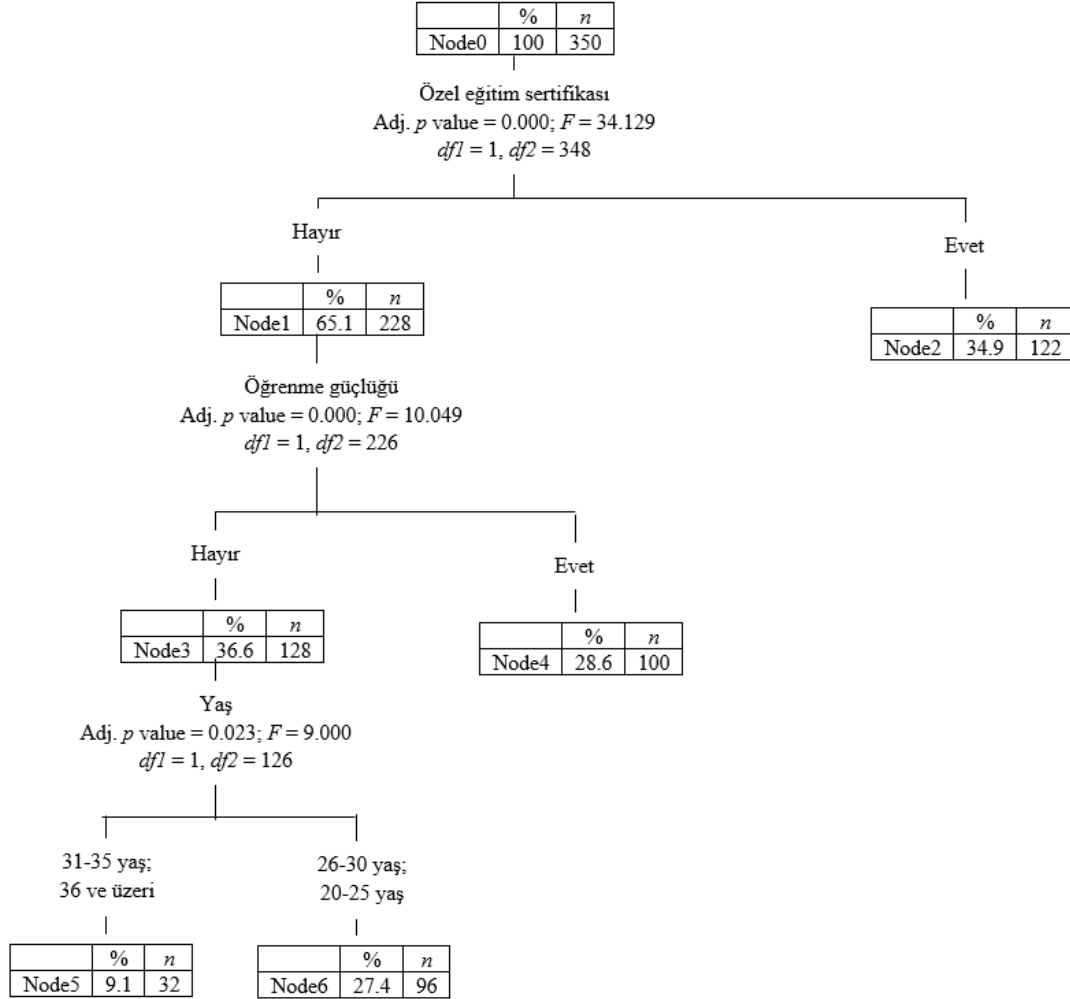 % n
Node0 100 350
Özel eğitim sertifikası
Adj. p value = 0.000; F = 34.129
df1 = 1, df2 = 348
Hayır
Evet
% n
Node1 65.1 228
% n
Node2 34.9 122
Öğrenme güçlüğü
Adj. p value = 0.000; F = 10.049
df1 = 1, df2 = 226
Hayır
Evet
% n
Node3 36.6 128
% n
Node4 28.6 100
Yaş
Adj. p value = 0.023; F = 9.000
df1 = 1, df2 = 126
31-35 yaş;
36 ve üzeri
26-30 yaş;
20-25 yaş
% n
Node5 9.1 32
% n
Node6 27.4 96